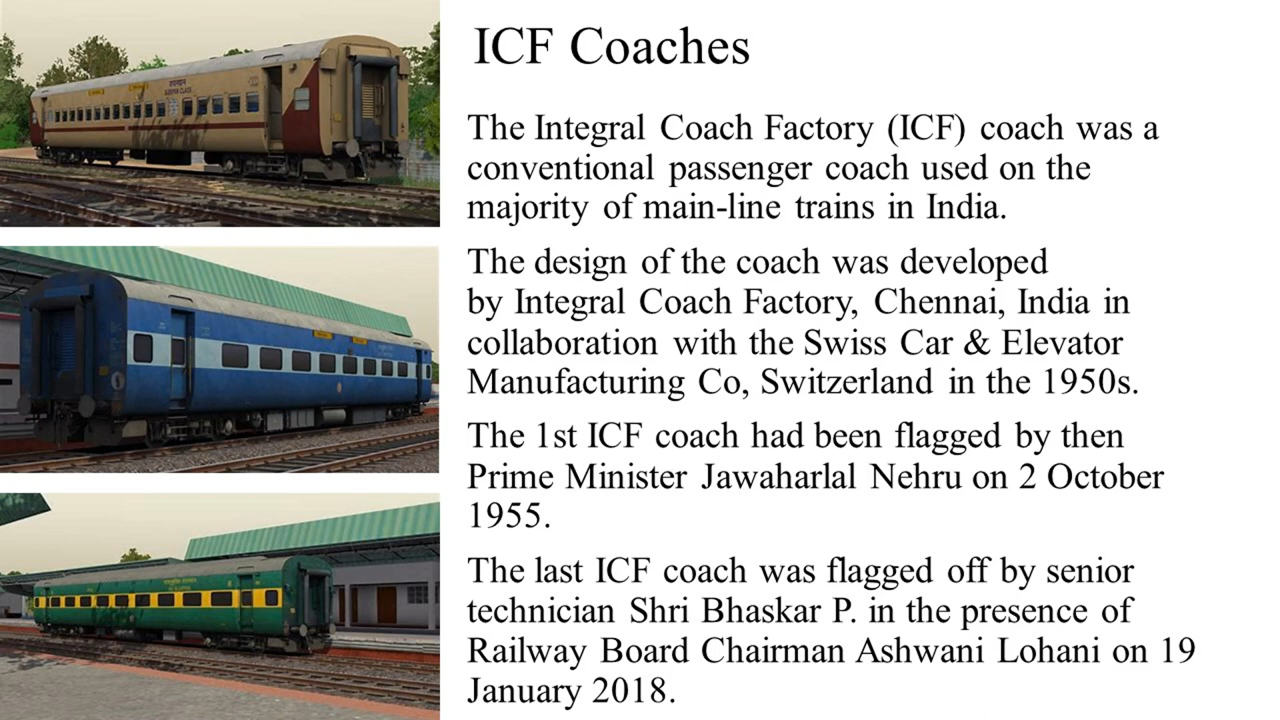 ICF Coaches
The Integral Coach Factory (ICF) coach was a
conventional passenger coach used on the
majority of main-line trains in India.
The design of the coach was developed
by Integral Coach Factory, Chennai, India in
collaboration with the Swiss Car & Elevator
Manufacturing Co, Switzerland in the 1950s.
The 1st ICF coach had been flagged by then
Prime Minister Jawaharlal Nehru on 2 October
1955.
The last ICF coach was flagged off by senior
technician Shri Bhaskar P. in the presence of
Railway Board Chairman Ashwani Lohani on 19
January 2018.
SLEEPER CLASS